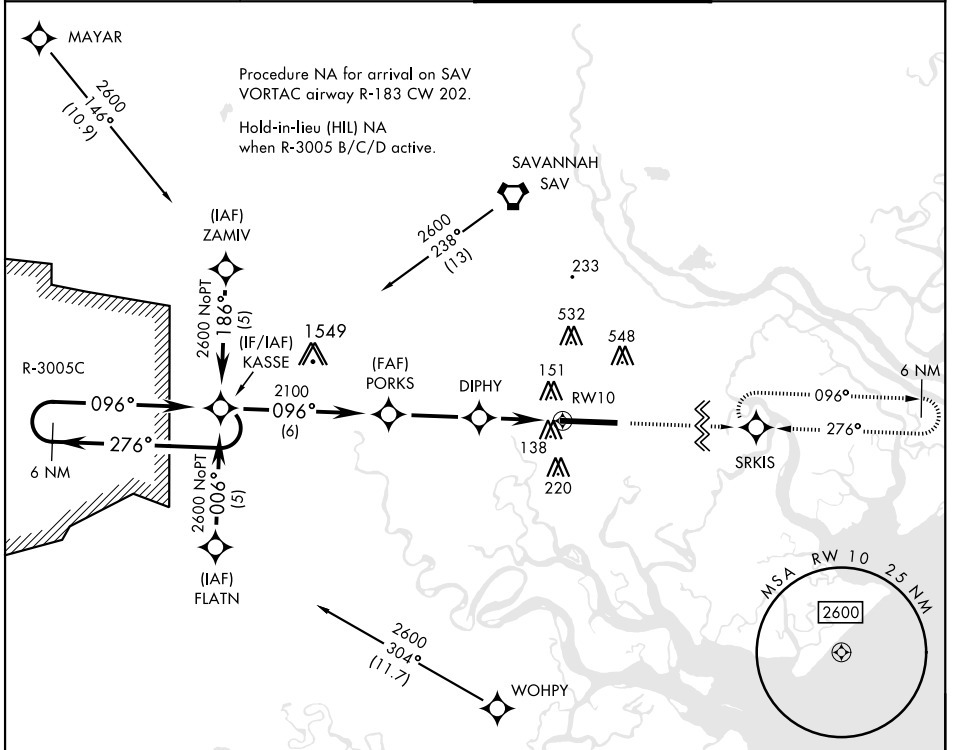 MAYAR
2600
146°
(10.9)
Procedure NA for arrival on SAV
VORTAC airway R-183 CW 202.
Hold-in-lieu (HIL) NA
when R-3005 B/C/D active.
SAVANNAH
SAV
2600
238°
(13)
(IAF)
ZAMIV
2600 NoPT
186°
(5)
233
532
548
(IF/IAF)
KASSE
1549
R-3005C
151
(FAF)
PORKS
DIPHY
RW10
6 NM
096°
2100
096°
(6)
096°
276°
276°
138
6 NM
SRKIS
220
2600 NoPT
006°
(5)
(IAF)
FLATN
MSA RW 10 25 NM
2600
2600
304°
(11.7)
WOHPY